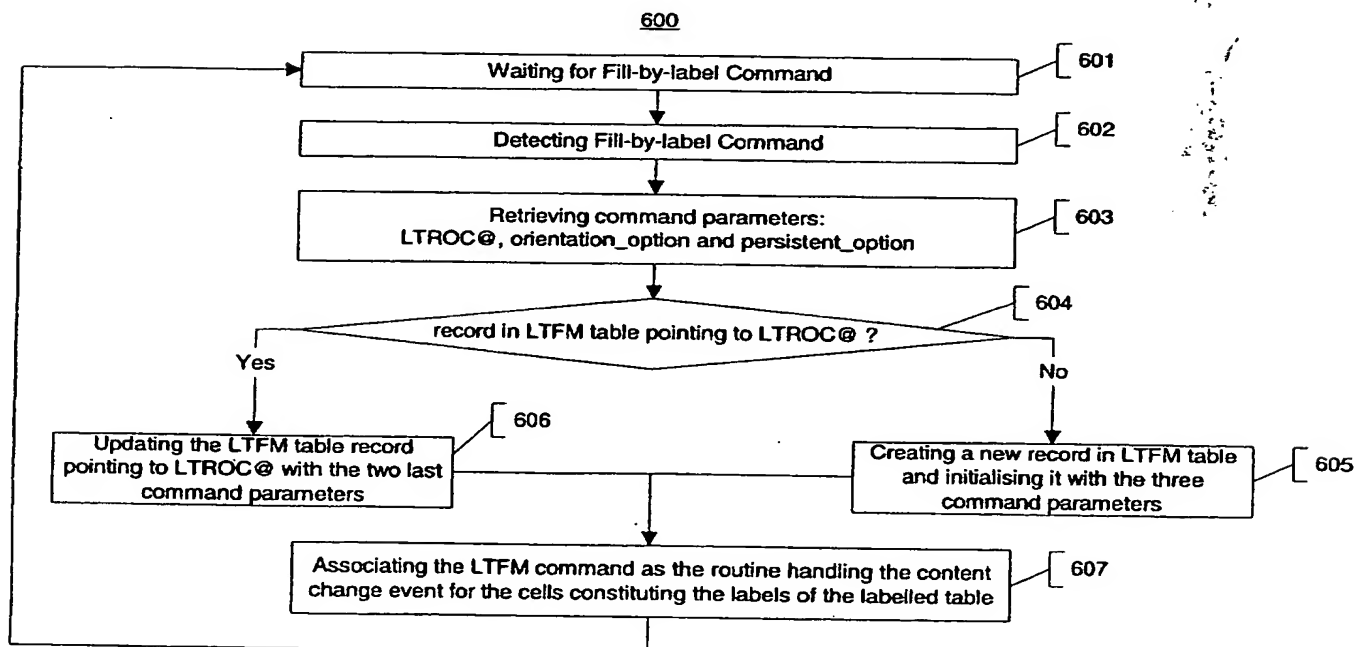 600
Waiting for Fill-by-label Command
601
Detecting Fill-by-label Command
602
Retrieving command parameters:
LTROC@, orientation_option and persistent_option
603
604
record in LTFM table pointing to LTROC@ ?
Yes
No
606
Updating the LTFM table record
pointing to LTROC@ with the two last
command parameters
Creating a new record in LTFM table
and initialising it with the three
command parameters
605
Associating the LTFM command as the routine handling the content
change event for the cells constituting the labels of the labelled table
607